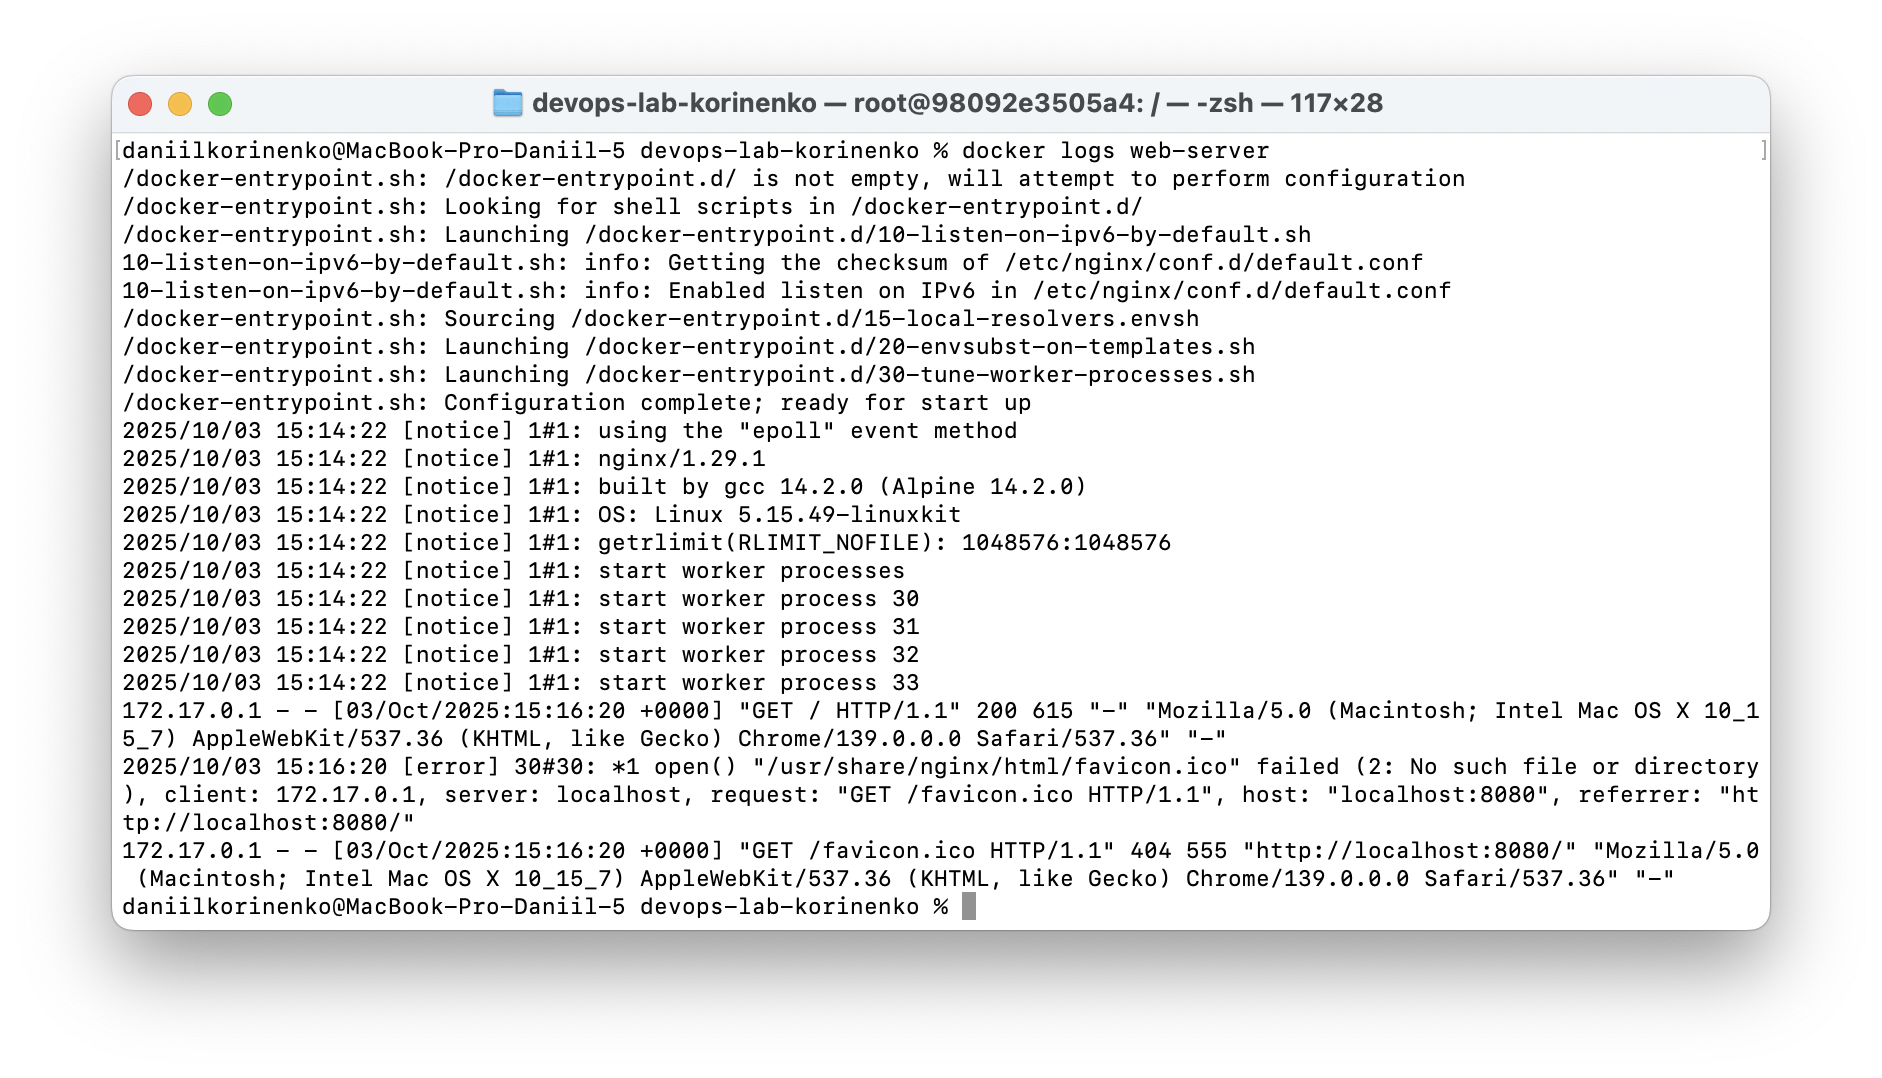 devops-lab-korinenko — root@98092e3505a4: / — -zsh — 117×28
[daniilkorinenko@MacBook-Pro-Daniil-5 devops-lab-korinenko % docker logs web-server ]
/docker-entrypoint.sh: /docker-entrypoint.d/ is not empty, will attempt to perform configuration
/docker-entrypoint.sh: Looking for shell scripts in /docker-entrypoint.d/
/docker-entrypoint.sh: Launching /docker-entrypoint.d/10-listen-on-ipv6-by-default.sh
10-listen-on-ipv6-by-default.sh: info: Getting the checksum of /etc/nginx/conf.d/default.conf
10-listen-on-ipv6-by-default.sh: info: Enabled listen on IPv6 in /etc/nginx/conf.d/default.conf
/docker-entrypoint.sh: Sourcing /docker-entrypoint.d/15-local-resolvers.envsh
/docker-entrypoint.sh: Launching /docker-entrypoint.d/20-envsubst-on-templates.sh
/docker-entrypoint.sh: Launching /docker-entrypoint.d/30-tune-worker-processes.sh
/docker-entrypoint.sh: Configuration complete; ready for start up
2025/10/03 15:14:22 [notice] 1#1: using the "epoll" event method
2025/10/03 15:14:22 [notice] 1#1: nginx/1.29.1
2025/10/03 15:14:22 [notice] 1#1: built by gcc 14.2.0 (Alpine 14.2.0)
2025/10/03 15:14:22 [notice] 1#1: OS: Linux 5.15.49-linuxkit
2025/10/03 15:14:22 [notice] 1#1: getrlimit(RLIMIT_NOFILE): 1048576:1048576
2025/10/03 15:14:22 [notice] 1#1: start worker processes
2025/10/03 15:14:22 [notice] 1#1: start worker process 30
2025/10/03 15:14:22 [notice] 1#1: start worker process 31
2025/10/03 15:14:22 [notice] 1#1: start worker process 32
2025/10/03 15:14:22 [notice] 1#1: start worker process 33
172.17.0.1 - - [03/Oct/2025:15:16:20 +0000] "GET / HTTP/1.1" 200 615 "-" "Mozilla/5.0 (Macintosh; Intel Mac OS X 10_1
5_7) AppleWebKit/537.36 (KHTML, like Gecko) Chrome/139.0.0.0 Safari/537.36" "-"
2025/10/03 15:16:20 [error] 30#30: *1 open() "/usr/share/nginx/html/favicon.ico" failed (2: No such file or directory
), client: 172.17.0.1, server: localhost, request: "GET /favicon.ico HTTP/1.1", host: "localhost:8080", referrer: "ht
tp://localhost:8080/"
172.17.0.1 - - [03/Oct/2025:15:16:20 +0000] "GET /favicon.ico HTTP/1.1" 404 555 "http://localhost:8080/" "Mozilla/5.0
 (Macintosh; Intel Mac OS X 10_15_7) AppleWebKit/537.36 (KHTML, like Gecko) Chrome/139.0.0.0 Safari/537.36" "-"
daniilkorinenko@MacBook-Pro-Daniil-5 devops-lab-korinenko %